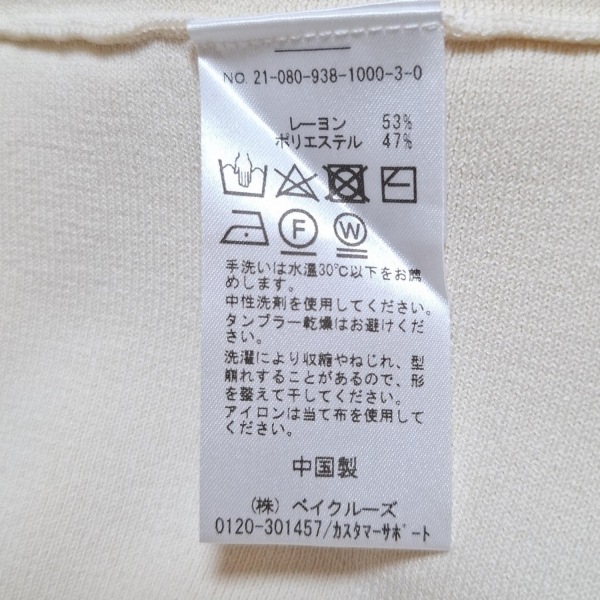 NO. 21-080-938-1000-3-0
レーヨン 53%
ポリエステル 47%
F W
手洗いは水温30℃以下をお薦
めします。
中性洗剤を使用してください。
タンブラー乾燥はお避けくだ
さい。
洗濯により収縮やねじれ、型
崩れすることがあるので、形
を整えて干してください。
アイロンは当て布を使用して
ください。
中国製
(株) ベイクルーズ
0120-301457/カスタマーサポート